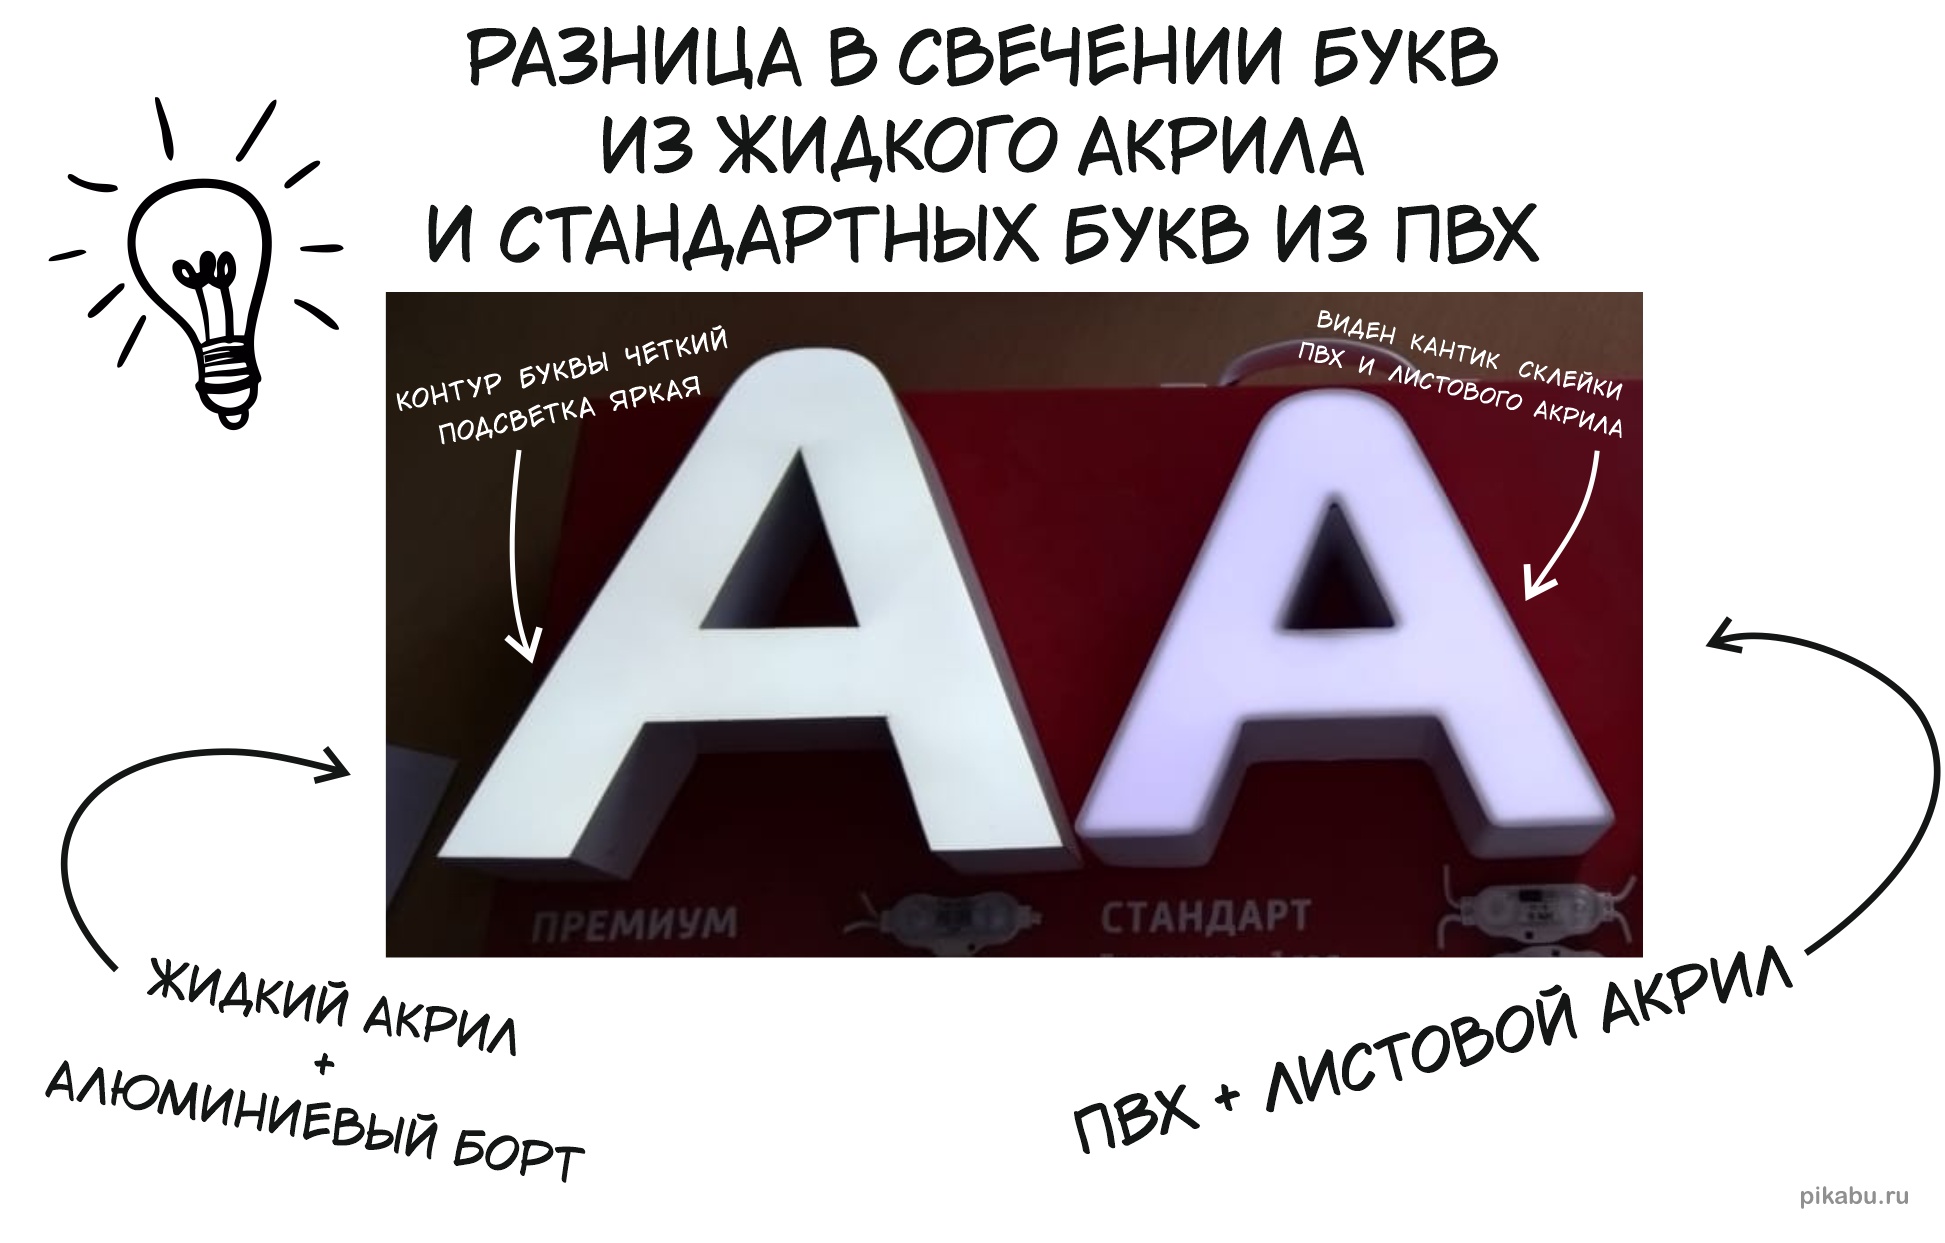 РАЗНИЦА В СВЕЧЕНИИ БУКВ
ИЗ ЖИДКОГО АКРИЛА
И СТАНДАРТНЫХ БУКВ ИЗ ПВХ
КОНТУР БУКВЫ ЧЕТКИЙ
ПОДСВЕТКА ЯРКАЯ
ВИДЕН КАНТИК СКЛЕЙКИ
ПВХ И ЛИСТОВОГО АКРИЛА
А А
ПРЕМИУМ
СТАНДАРТ
ЖИДКИЙ АКРИЛ
+
АЛЮМИНИЕВЫЙ БОРТ
ПВХ + ЛИСТОВОЙ АКРИЛ
pikabu.ru